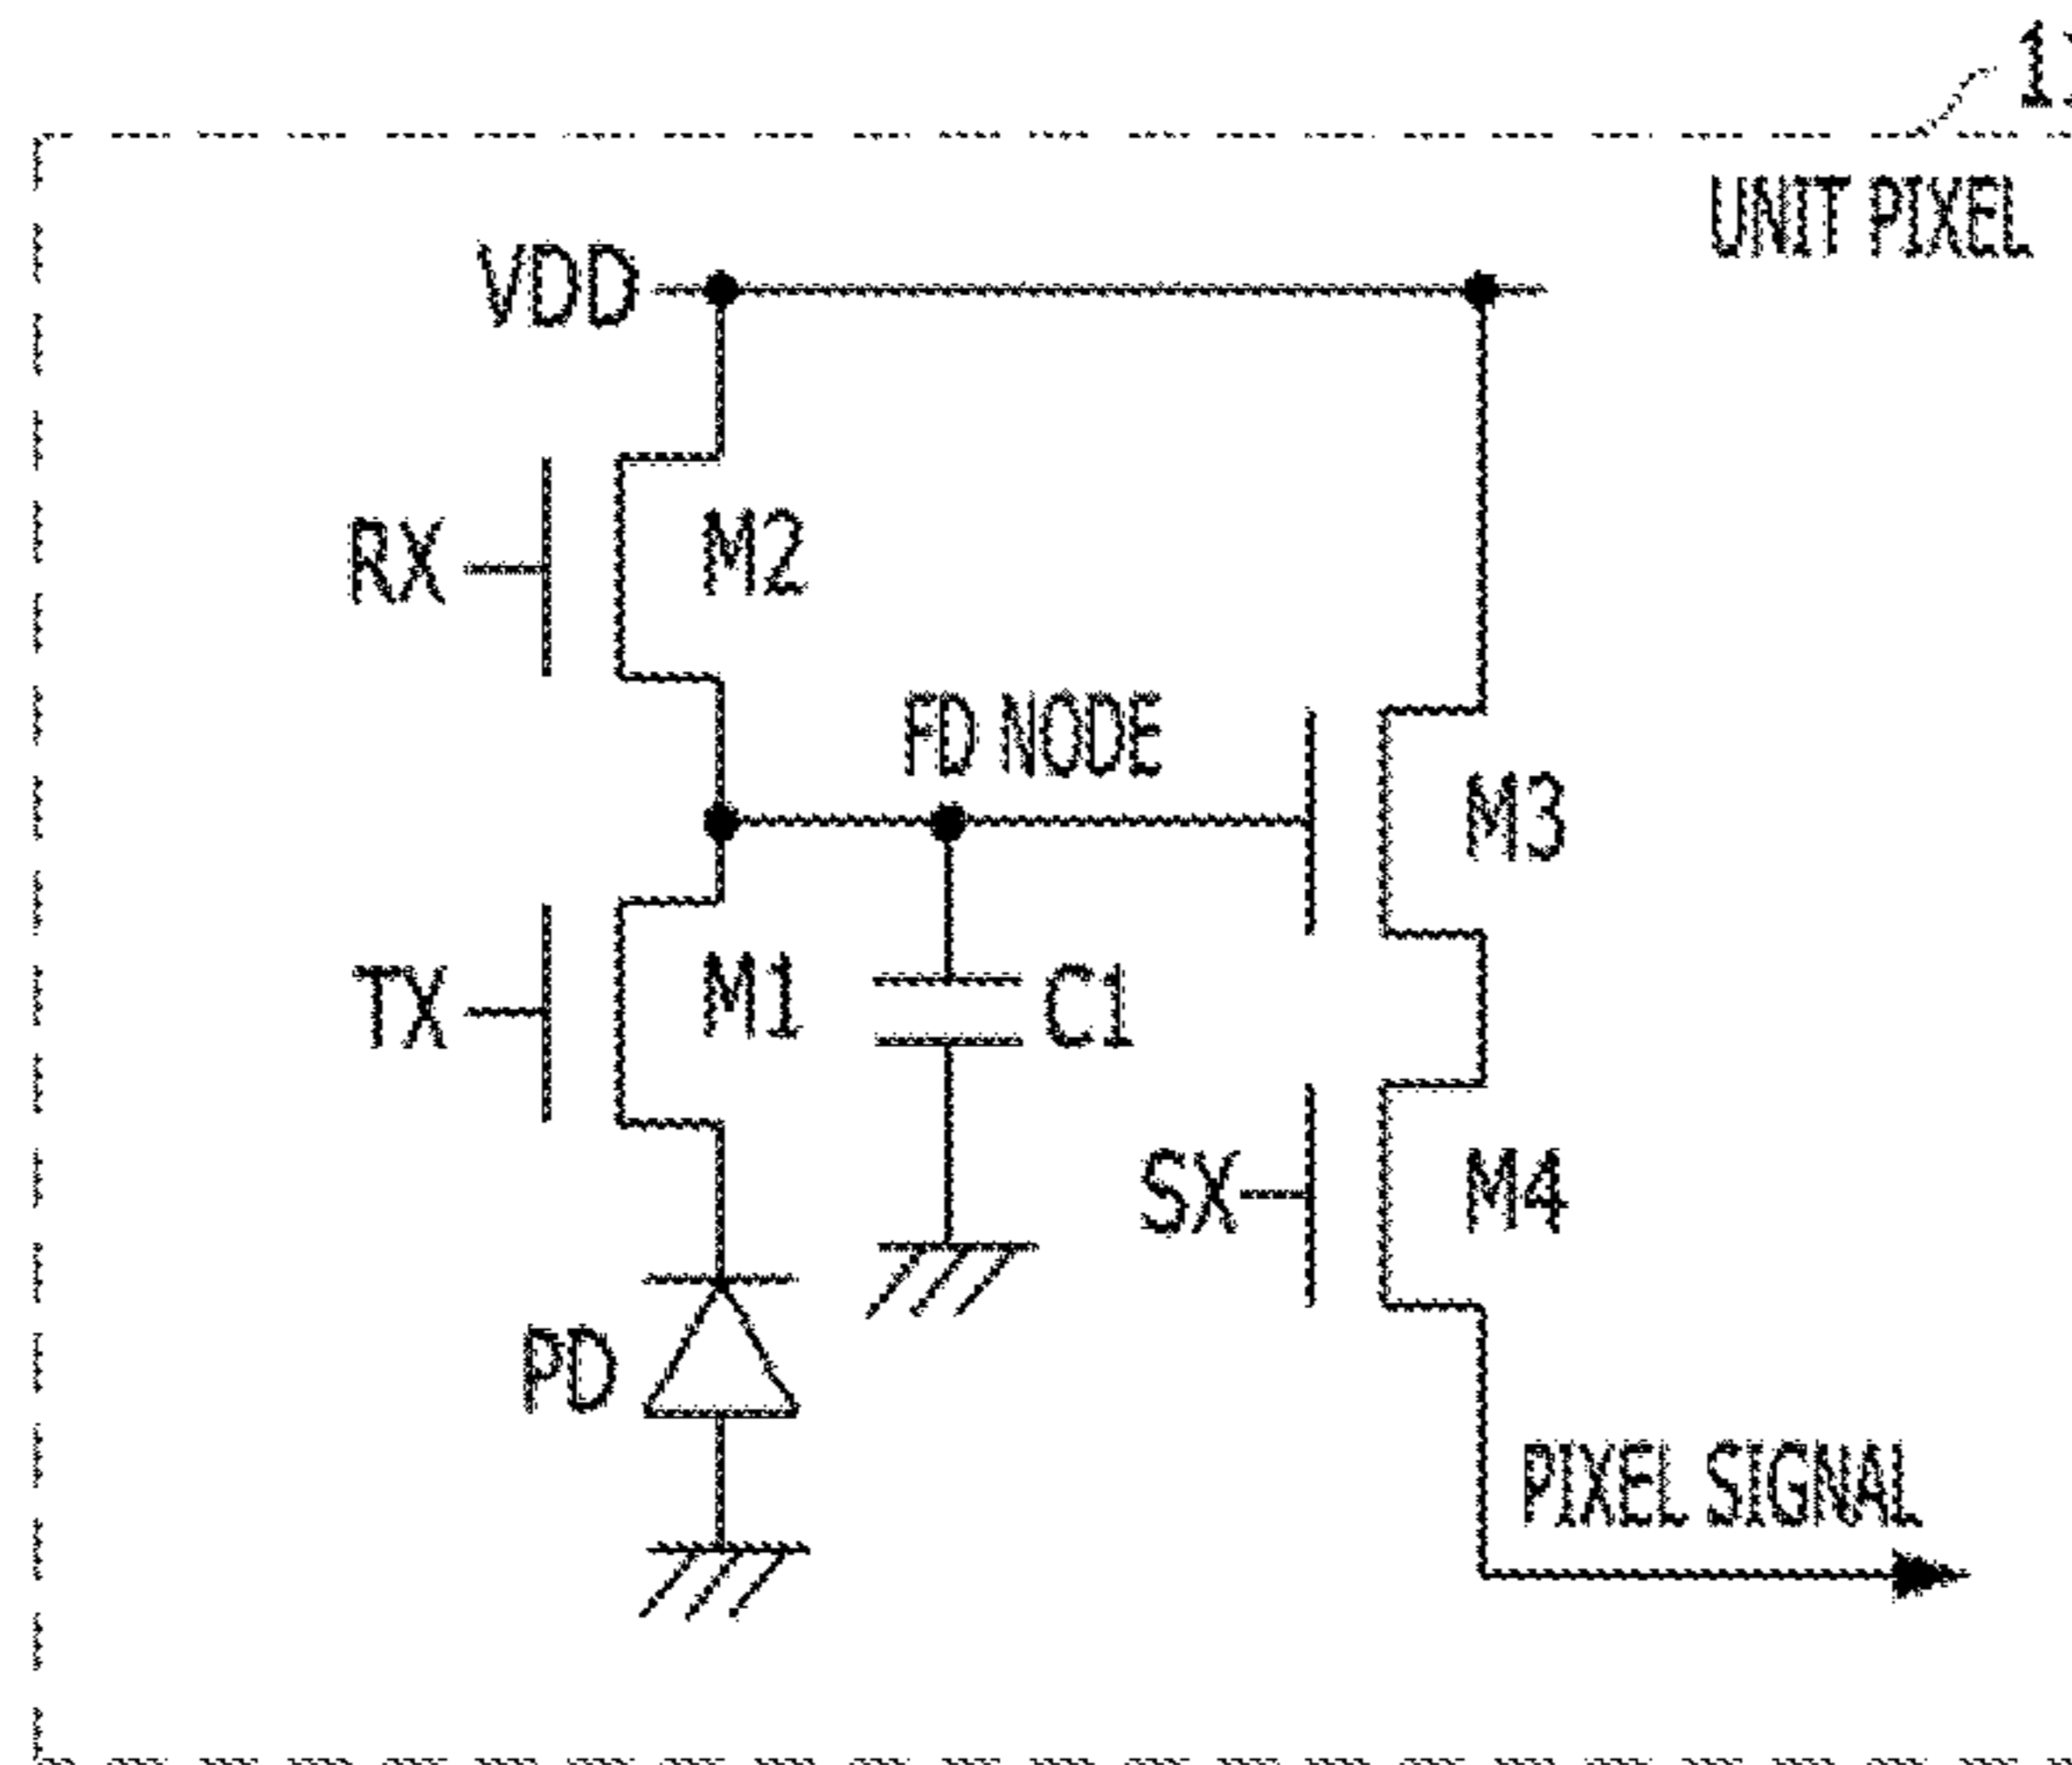 UNIT PIXEL
VDD
RX
M2
FD NODE
M3
TX
M1
C1
SX
M4
PD
PIXEL SIGNAL